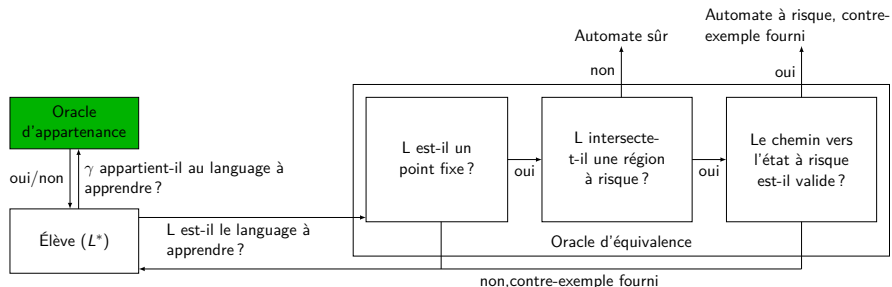 Automate à risque, contre-
exemple fourni
Automate sûr
non
oui
Oracle
d'appartenance
L est-il un
point fixe ?
oui
L intersecte-
t-il une région
à risque ?
oui
Le chemin vers
l'état à risque
est-il valide ?
oui/non
γ appartient-il au language à
apprendre ?
Élève (L*)
L est-il le language à
apprendre ?
Oracle d'équivalence
non,contre-exemple fourni